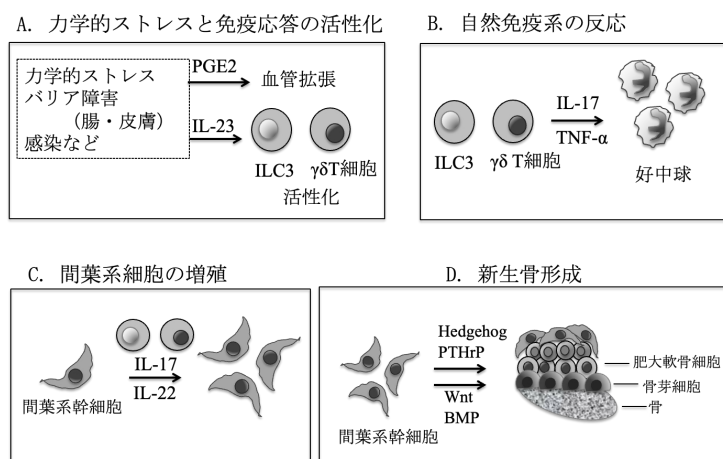 A. 力学的ストレスと免疫応答の活性化
力学的ストレス
バリア障害
（腸・皮膚）
感染など
PGE2
血管拡張
IL-23
ILC3 γδT細胞
活性化
B. 自然免疫系の反応
IL-17
TNF-α
ILC3 γδ T細胞
好中球
C. 間葉系細胞の増殖
IL-17
IL-22
間葉系幹細胞
D. 新生骨形成
Hedgehog
PTHrP
Wnt
BMP
間葉系幹細胞
肥大軟骨細胞
骨芽細胞
骨